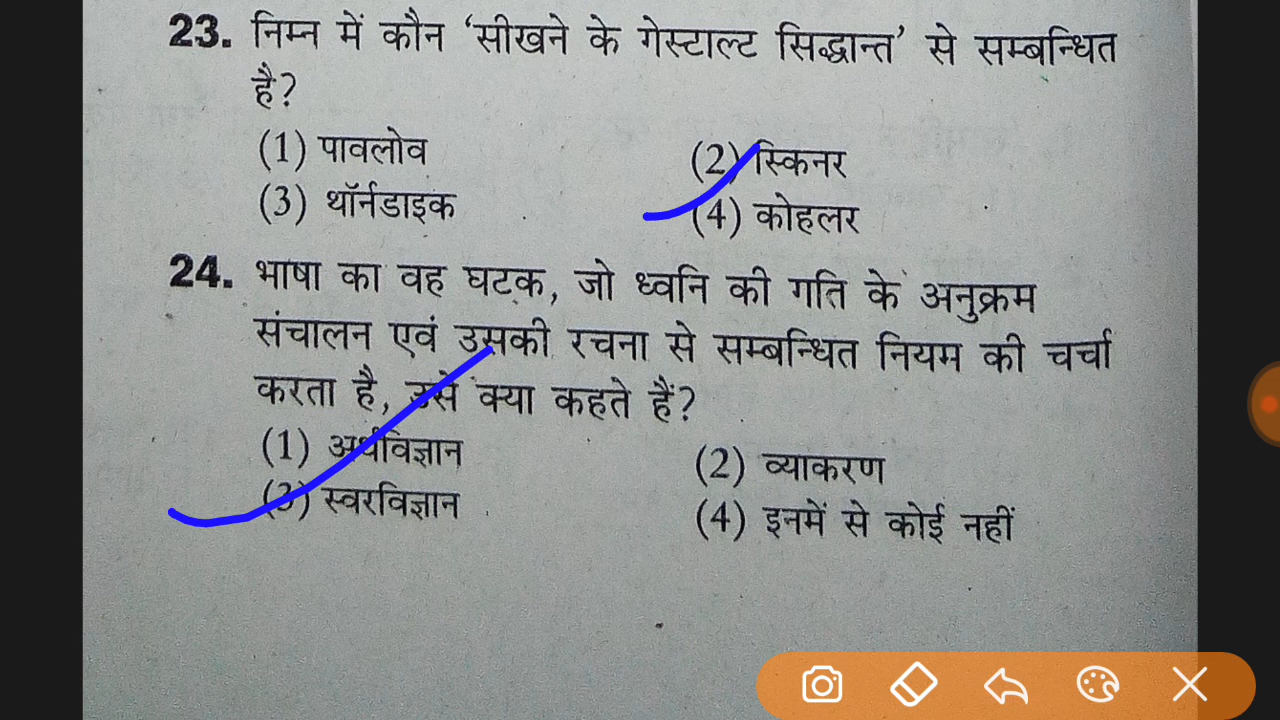 23. निम्न में कौन ‘सीखने के गेस्टाल्ट सिद्धान्त’ से सम्बन्धित
है?
(1) पावलोव (2) स्किनर
(3) थॉर्नडाइक (4) कोहलर
24. भाषा का वह घटक, जो ध्वनि की गति के अनुक्रम
संचालन एवं उसकी रचना से सम्बन्धित नियम की चर्चा
करता है, उसे क्या कहते हैं?
(1) अर्थविज्ञान (2) व्याकरण
(3) स्वरविज्ञान (4) इनमें से कोई नहीं